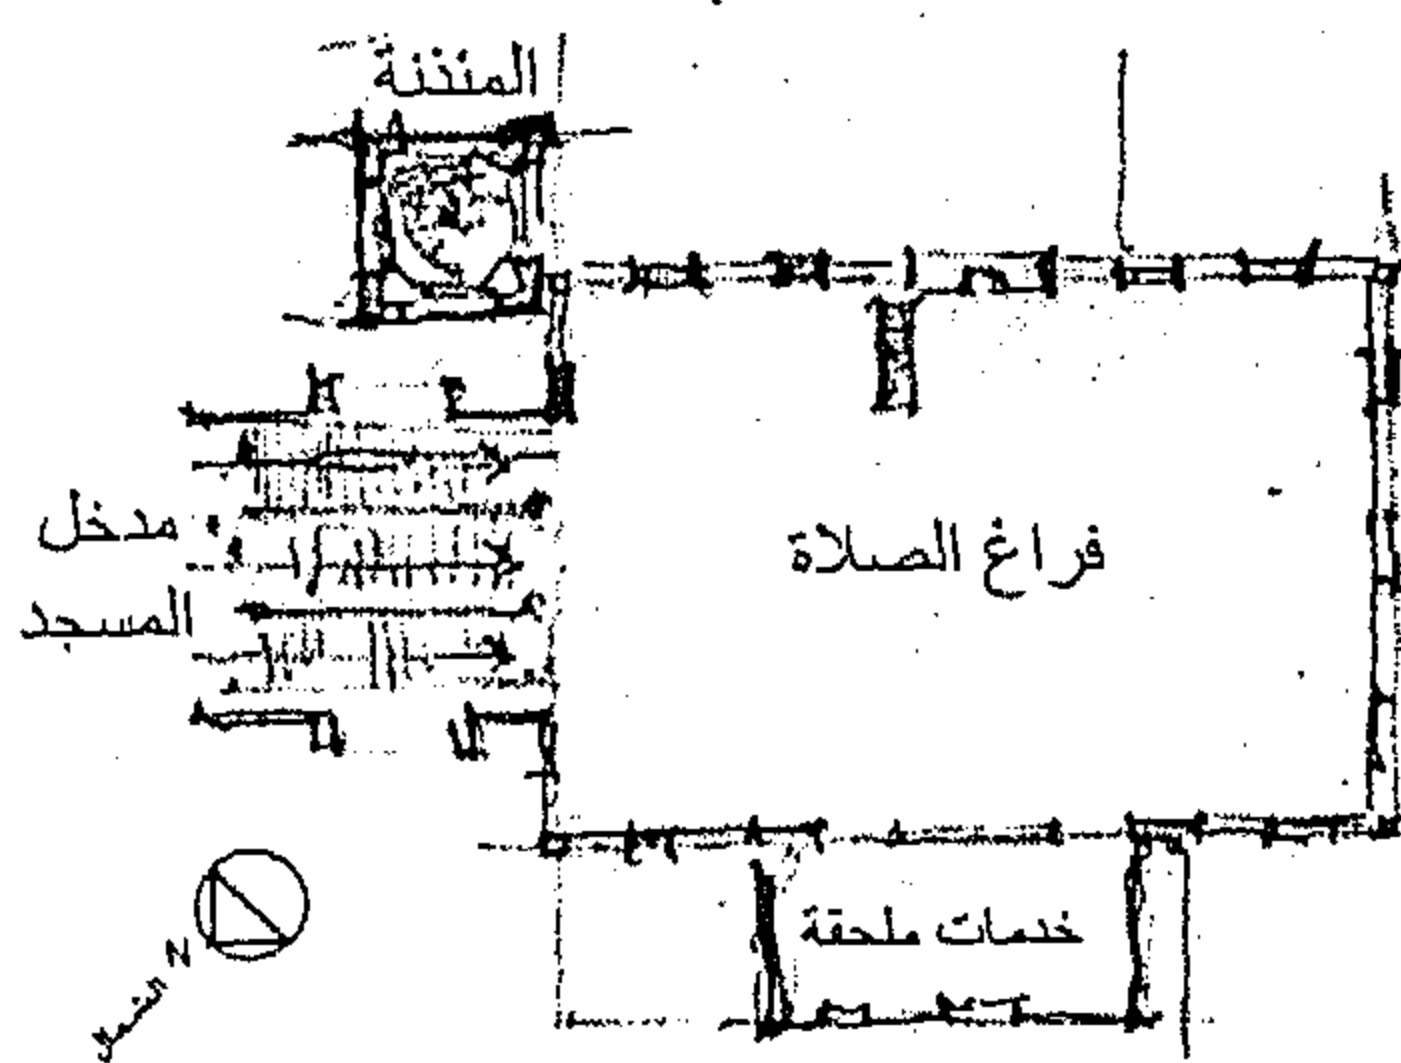 المئذنة
مدخل
المسجد
فراغ الصلاة
خدمات ملحقة
N
الشمال